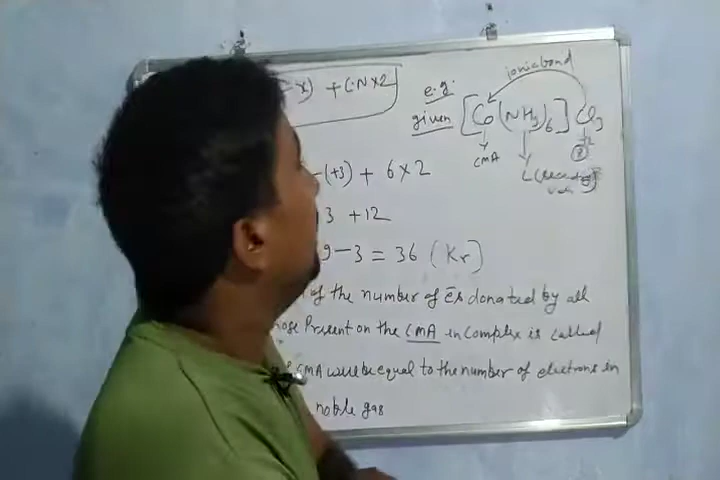 -x) + (N×2)
e.g.
ionic bond
given [Co(NH3)6] Cl3
CMA
-(+3) + 6×2
3 +12
9-3 = 36 (Kr)
of the number of es donated by all
Present on the CMA in complex is called
CMA will be equal to the number of electrons in
noble gas